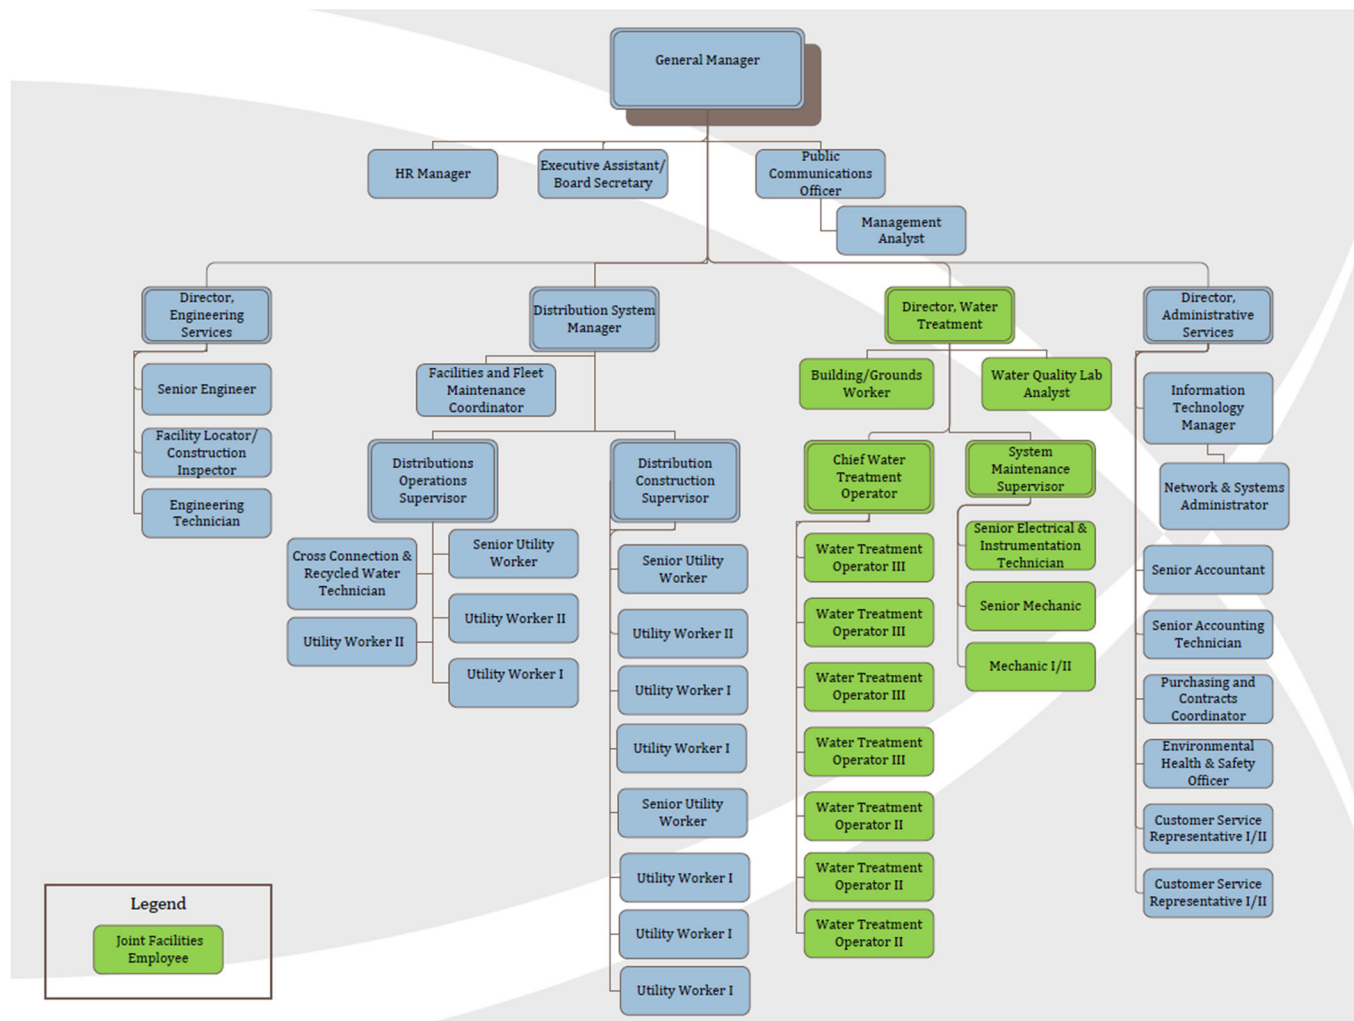 General Manager
HR Manager
Executive Assistant/
Board Secretary
Public
Communications
Officer
Management
Analyst
Director,
Engineering
Services
Distribution System
Manager
Director, Water
Treatment
Director,
Administrative
Services
Senior Engineer
Facility Locator/
Construction
Inspector
Engineering
Technician
Facilities and Fleet
Maintenance
Coordinator
Distributions
Operations
Supervisor
Cross Connection &
Recycled Water
Technician
Utility Worker II
Senior Utility
Worker
Utility Worker II
Utility Worker I
Distribution
Construction
Supervisor
Senior Utility
Worker
Utility Worker II
Utility Worker I
Utility Worker I
Senior Utility
Worker
Utility Worker I
Utility Worker I
Utility Worker I
Building/Grounds
Worker
Water Quality Lab
Analyst
Chief Water
Treatment
Operator
Water Treatment
Operator III
Water Treatment
Operator III
Water Treatment
Operator III
Water Treatment
Operator III
Water Treatment
Operator II
Water Treatment
Operator II
Water Treatment
Operator II
System
Maintenance
Supervisor
Senior Electrical &
Instrumentation
Technician
Senior Mechanic
Mechanic I/II
Information
Technology
Manager
Network & Systems
Administrator
Senior Accountant
Senior Accounting
Technician
Purchasing and
Contracts
Coordinator
Environmental
Health & Safety
Officer
Customer Service
Representative I/II
Customer Service
Representative I/II
Legend
Joint Facilities
Employee